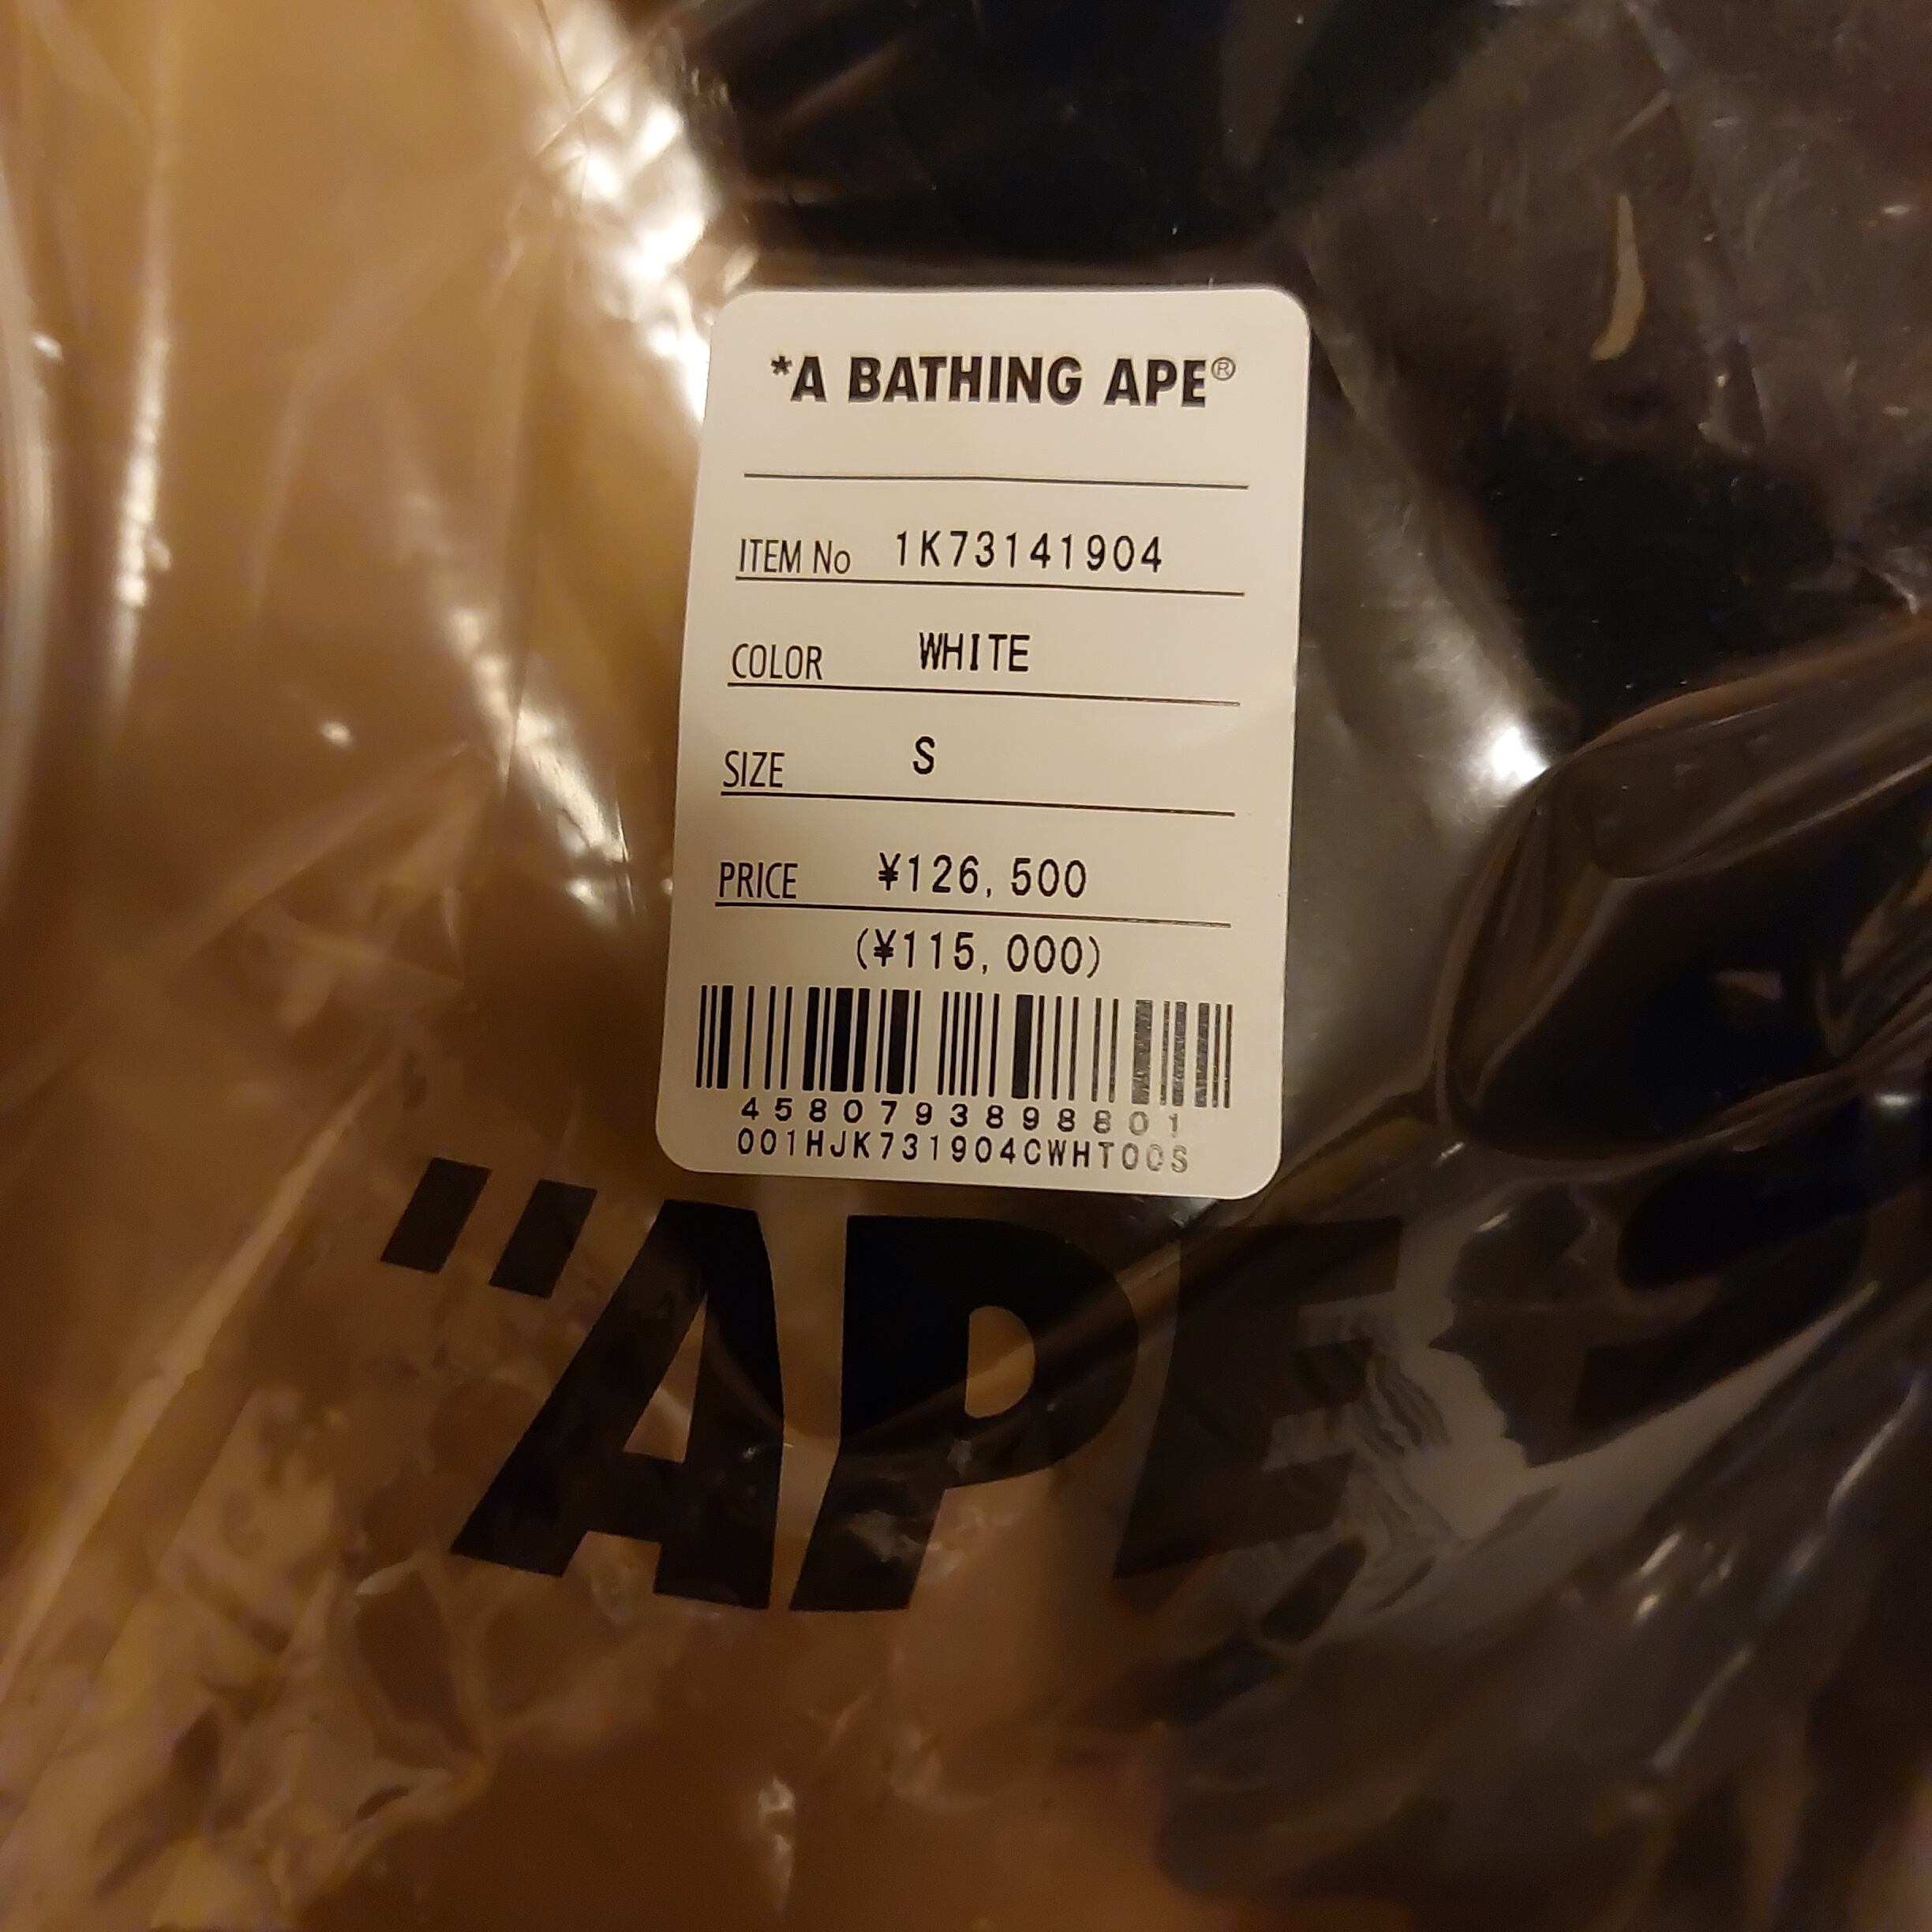 *A BATHING APE®
ITEM No 1K73141904
COLOR WHITE
SIZE S
PRICE ¥126,500
(¥115,000)
4580793898801
001HJK731904CWHT00S
"APE